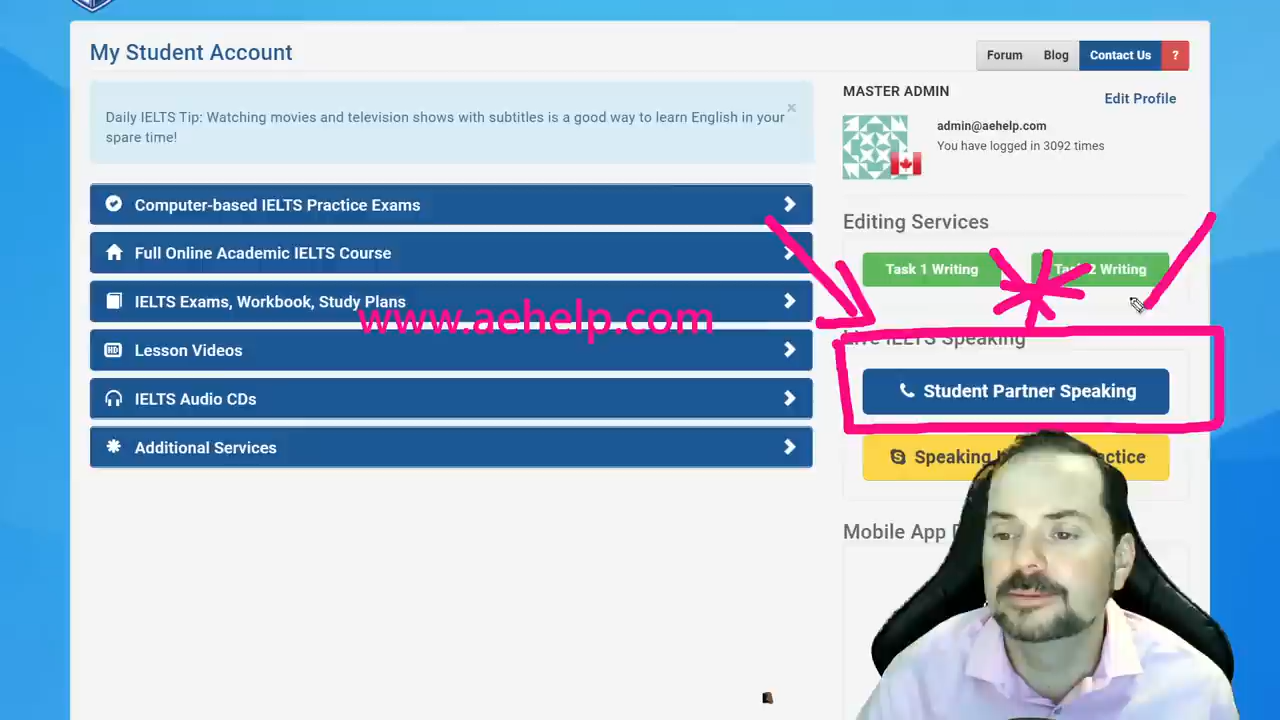 My Student Account
Forum
Blog
Contact Us
?
Daily IELTS Tip: Watching movies and television shows with subtitles is a good way to learn English in your
spare time!
×
MASTER ADMIN
Edit Profile
admin@aehelp.com
You have logged in 3092 times
Computer-based IELTS Practice Exams
Full Online Academic IELTS Course
IELTS Exams, Workbook, Study Plans
Lesson Videos
IELTS Audio CDs
Additional Services
www.aehelp.com
Editing Services
Task 1 Writing
Task 2 Writing
Live IELTS Speaking
Student Partner Speaking
Speaking
Mobile App